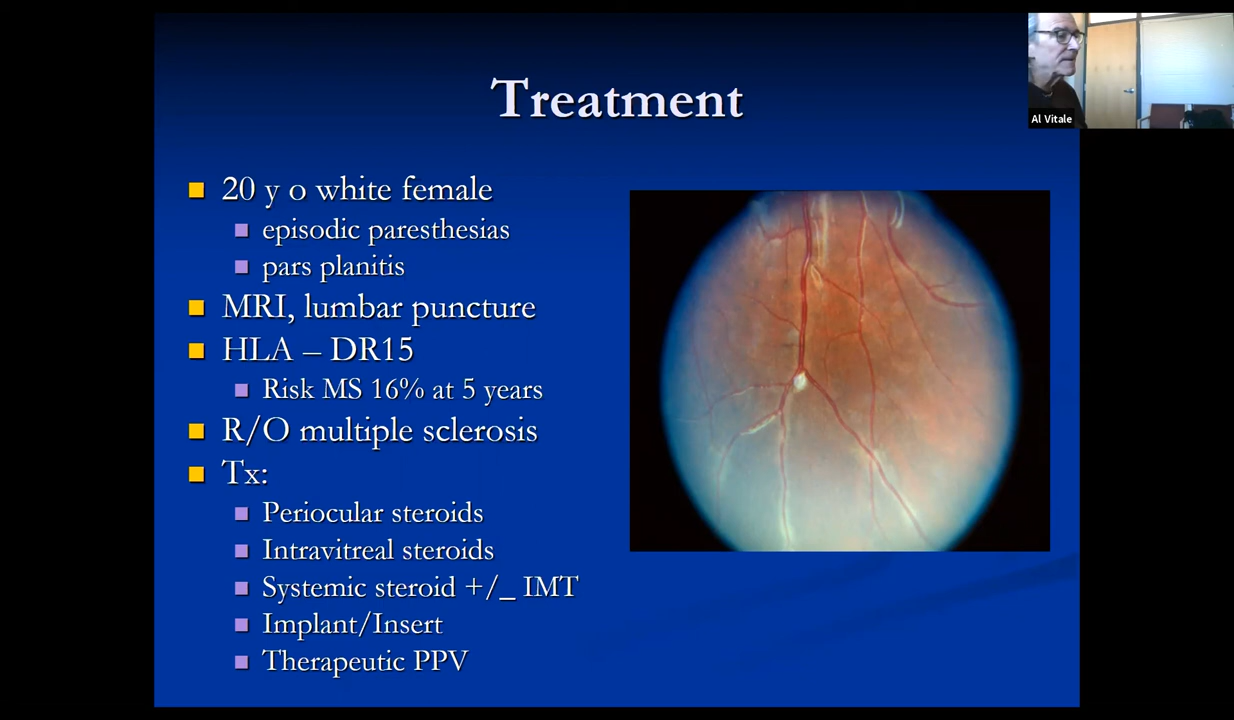 Treatment
20 y o white female
episodic paresthesias
pars planitis
MRI, lumbar puncture
HLA – DR15
Risk MS 16% at 5 years
R/O multiple sclerosis
Tx:
Periocular steroids
Intravitreal steroids
Systemic steroid +/_ IMT
Implant/Insert
Therapeutic PPV
Al Vitale